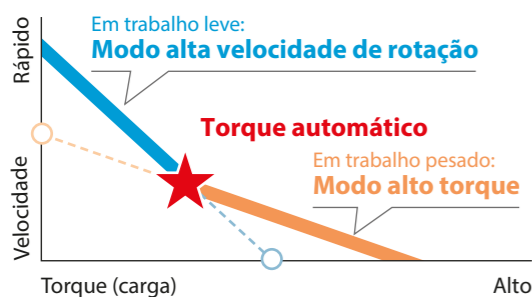 Rápido
Velocidade
Em trabalho leve:
Modo alta velocidade de rotação
Torque automático
Em trabalho pesado:
Modo alto torque
Torque (carga)
Alto